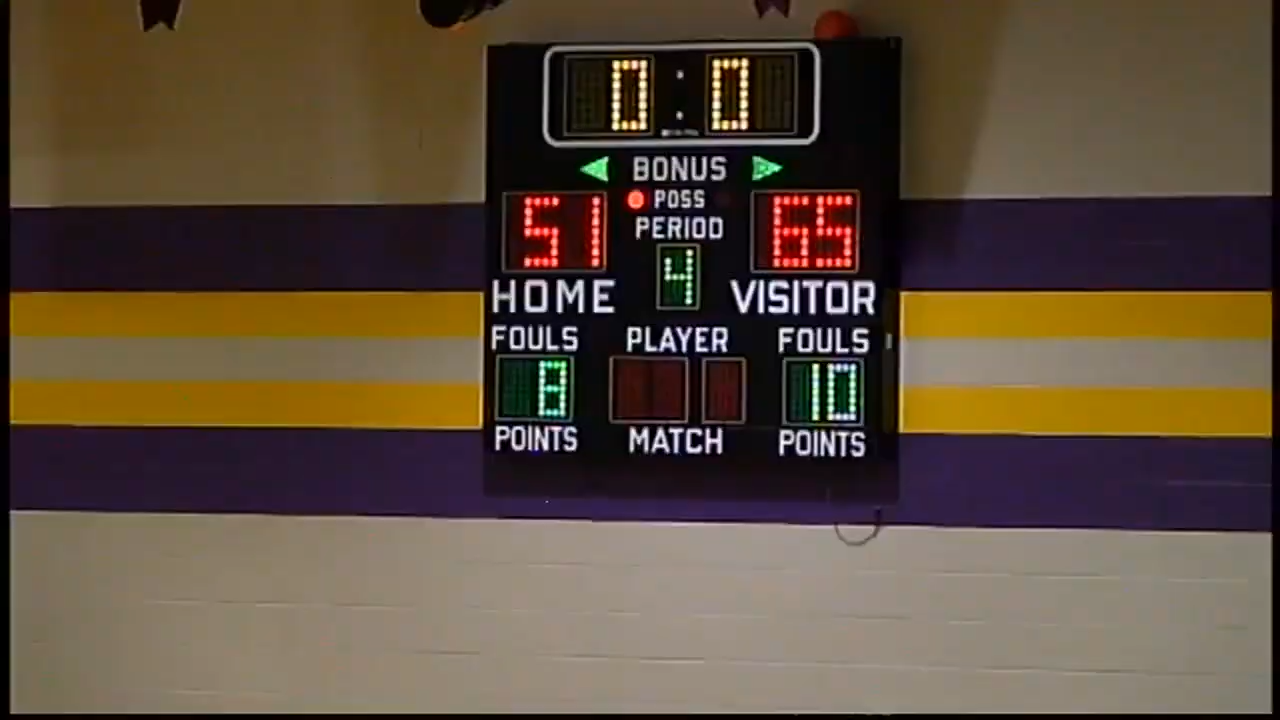 0:0
BONUS
POSS
51 PERIOD 65
4
HOME VISITOR
FOULS PLAYER FOULS
8 10
POINTS MATCH POINTS